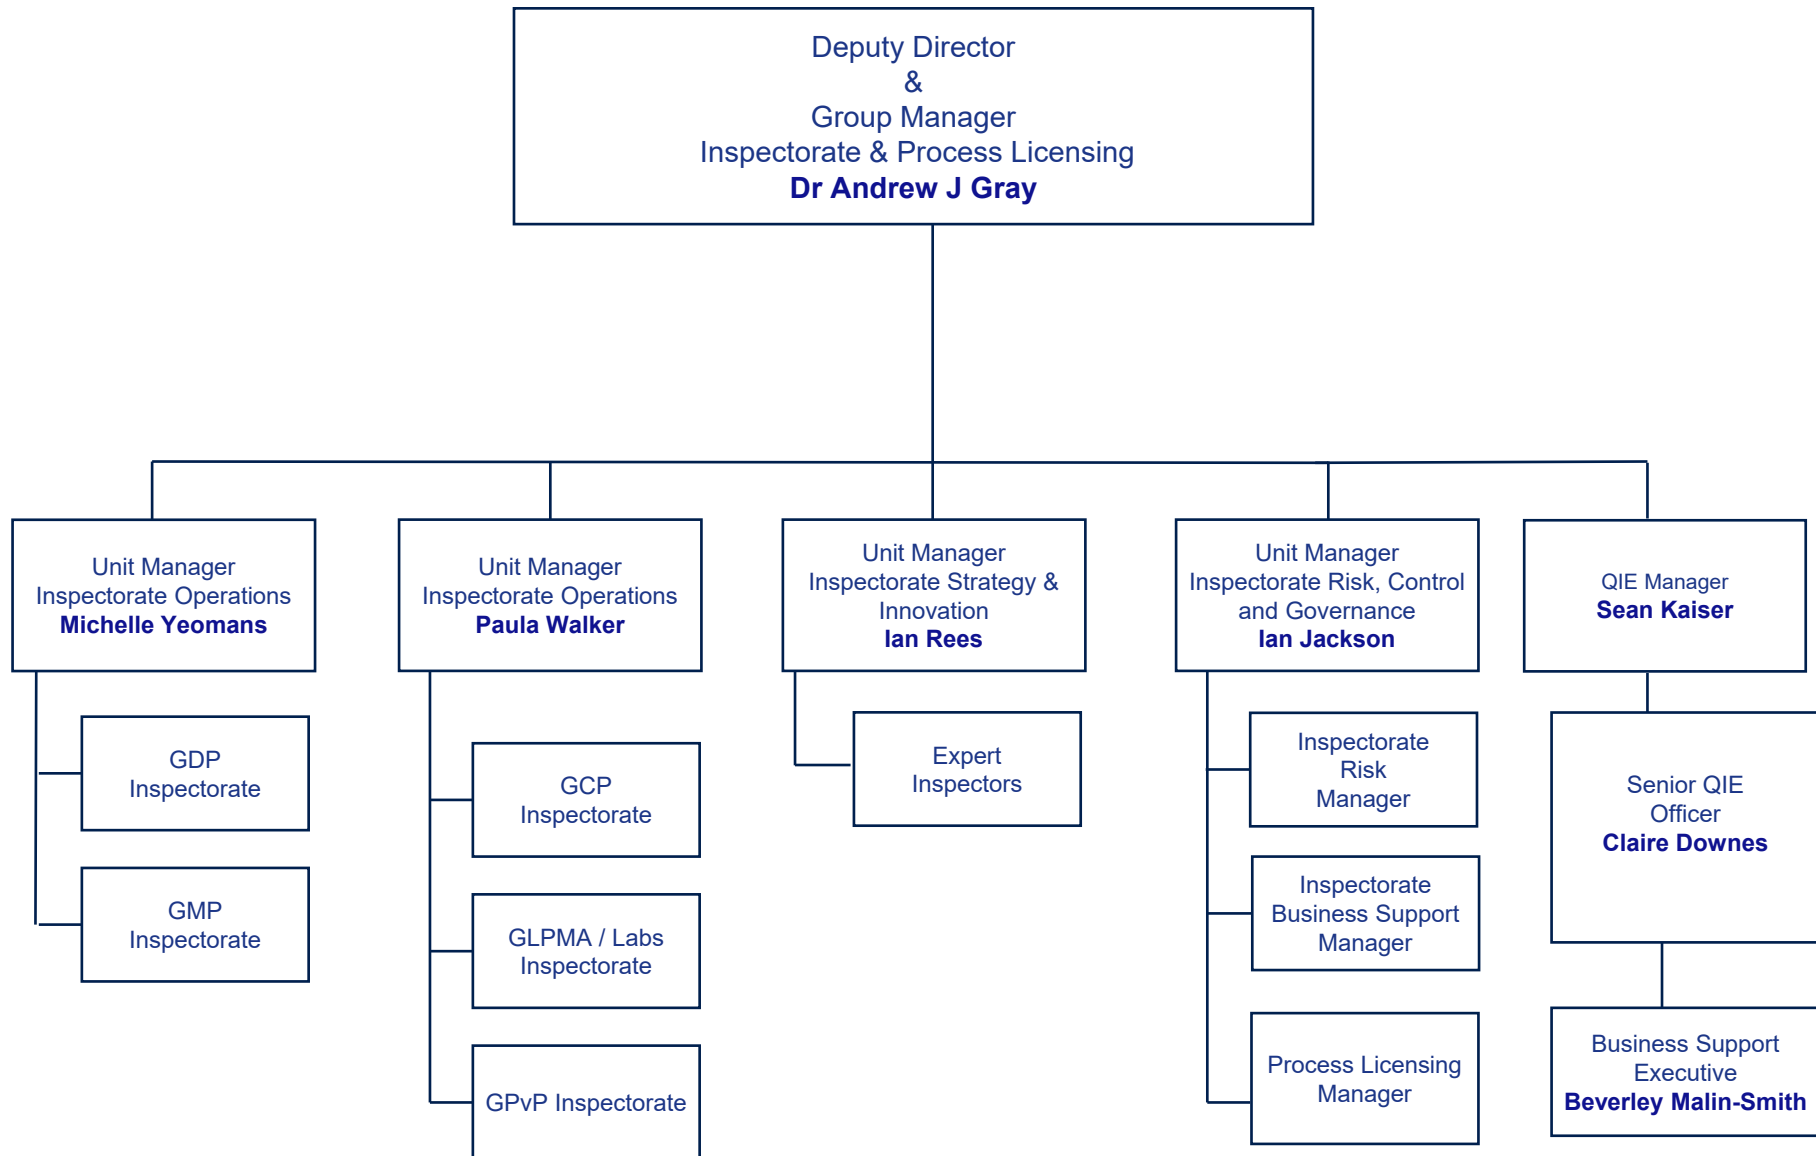 Deputy Director
&
Group Manager
Inspectorate & Process Licensing
Dr Andrew J Gray
Unit Manager
Inspectorate Operations
Michelle Yeomans
GDP
Inspectorate
GMP
Inspectorate
Unit Manager
Inspectorate Operations
Paula Walker
GCP
Inspectorate
GLPMA / Labs
Inspectorate
GPvP Inspectorate
Unit Manager
Inspectorate Strategy &
Innovation
Ian Rees
Expert
Inspectors
Unit Manager
Inspectorate Risk, Control
and Governance
Ian Jackson
Inspectorate
Risk
Manager
Inspectorate
Business Support
Manager
Process Licensing
Manager
QIE Manager
Sean Kaiser
Senior QIE
Officer
Claire Downes
Business Support
Executive
Beverley Malin-Smith